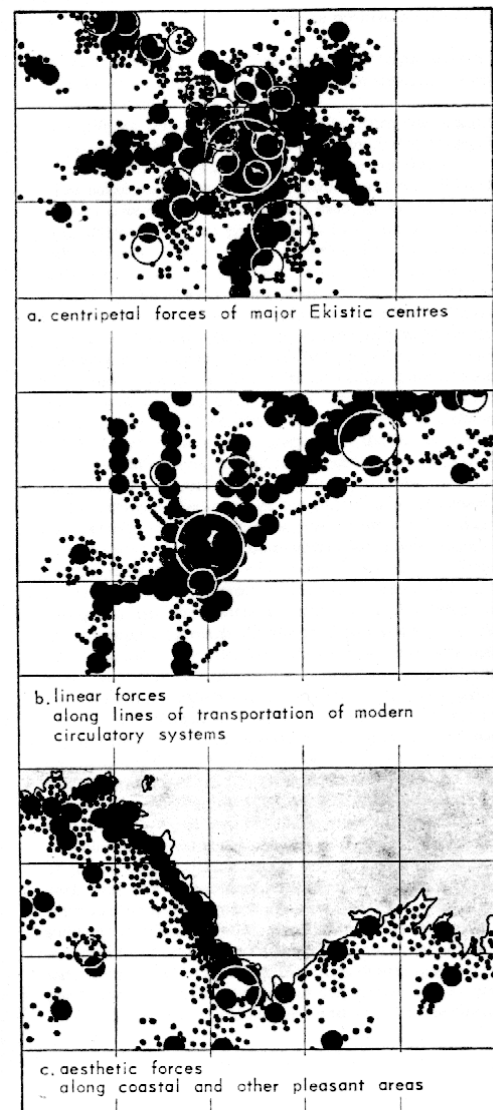 a. centripetal forces of major Ekistic centres
b. linear forces
along lines of transportation of modern
circulatory systems
c. aesthetic forces
along coastal and other pleasant areas